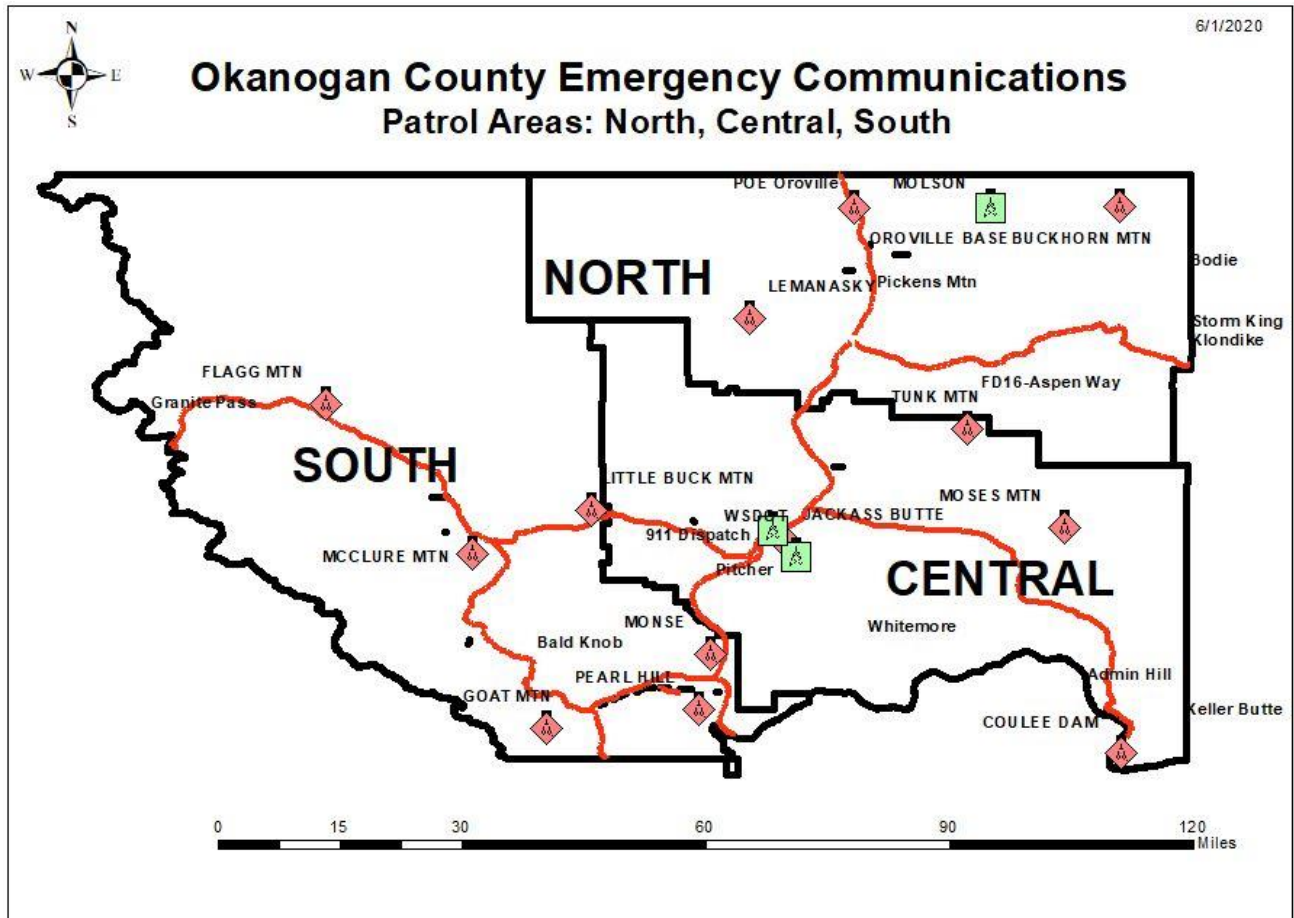 6/1/2020
N
W E
S
Okanogan County Emergency Communications
Patrol Areas: North, Central, South
POE Oroville
MOLSON
OROVILLE BASE
BUCKHORN MTN
Bodie
NORTH
LEMANASKY
Pickens Mtn
Storm King
Klondike
FLAGG MTN
Granite Pass
FD16-Aspen Way
TUNK MTN
SOUTH
LITTLE BUCK MTN
MOSES MTN
WSDOT
JACKASS BUTTE
911 Dispatch
MCCLURE MTN
Pitcher
CENTRAL
MONSE
Whitemore
Bald Knob
PEARL HILL
Admin Hill
GOAT MTN
Keller Butte
COULEE DAM
0 15 30 60 90 120
Miles